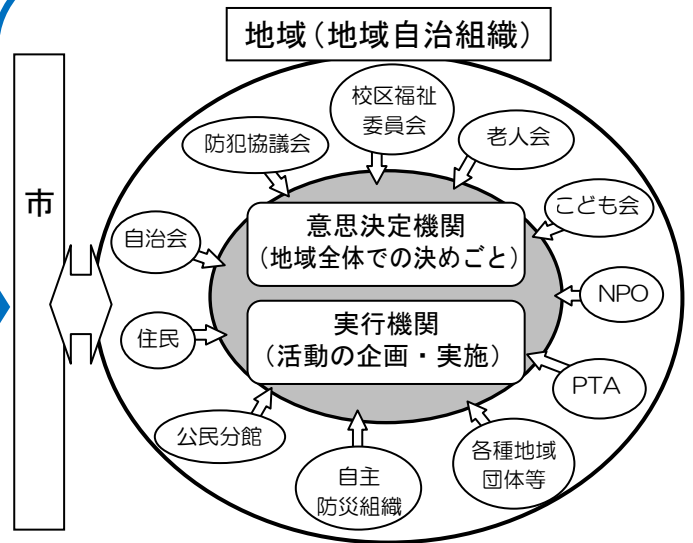 地域(地域自治組織)
市
校区福祉
委員会
防犯協議会
老人会
こども会
自治会
意思決定機関
(地域全体での決めごと)
NPO
住民
実行機関
(活動の企画・実施)
PTA
公民分館
自主
防災組織
各種地域
団体等